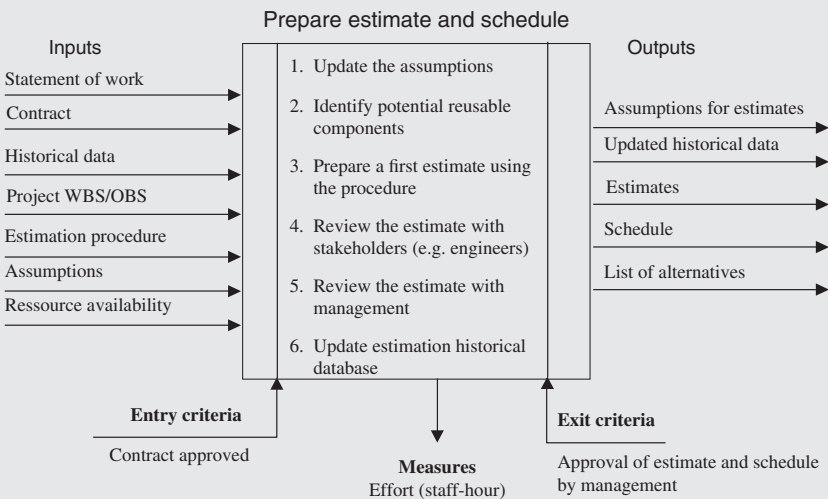 Prepare estimate and schedule
Inputs
Statement of work
Contract
Historical data
Project WBS/OBS
Estimation procedure
Assumptions
Ressource availability
1. Update the assumptions
2. Identify potential reusable
components
3. Prepare a first estimate using
the procedure
4. Review the estimate with
stakeholders (e.g. engineers)
5. Review the estimate with
management
6. Update estimation historical
database
Outputs
Assumptions for estimates
Updated historical data
Estimates
Schedule
List of alternatives
Entry criteria
Contract approved
Measures
Effort (staff-hour)
Exit criteria
Approval of estimate and schedule
by management